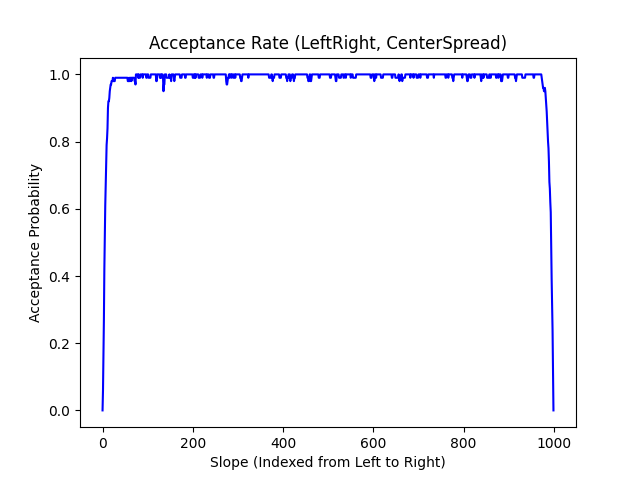 Acceptance Rate (LeftRight, CenterSpread)
1.0
0.8
0.6
0.4
0.2
0.0
Acceptance Probability
0 200 400 600 800 1000
Slope (Indexed from Left to Right)